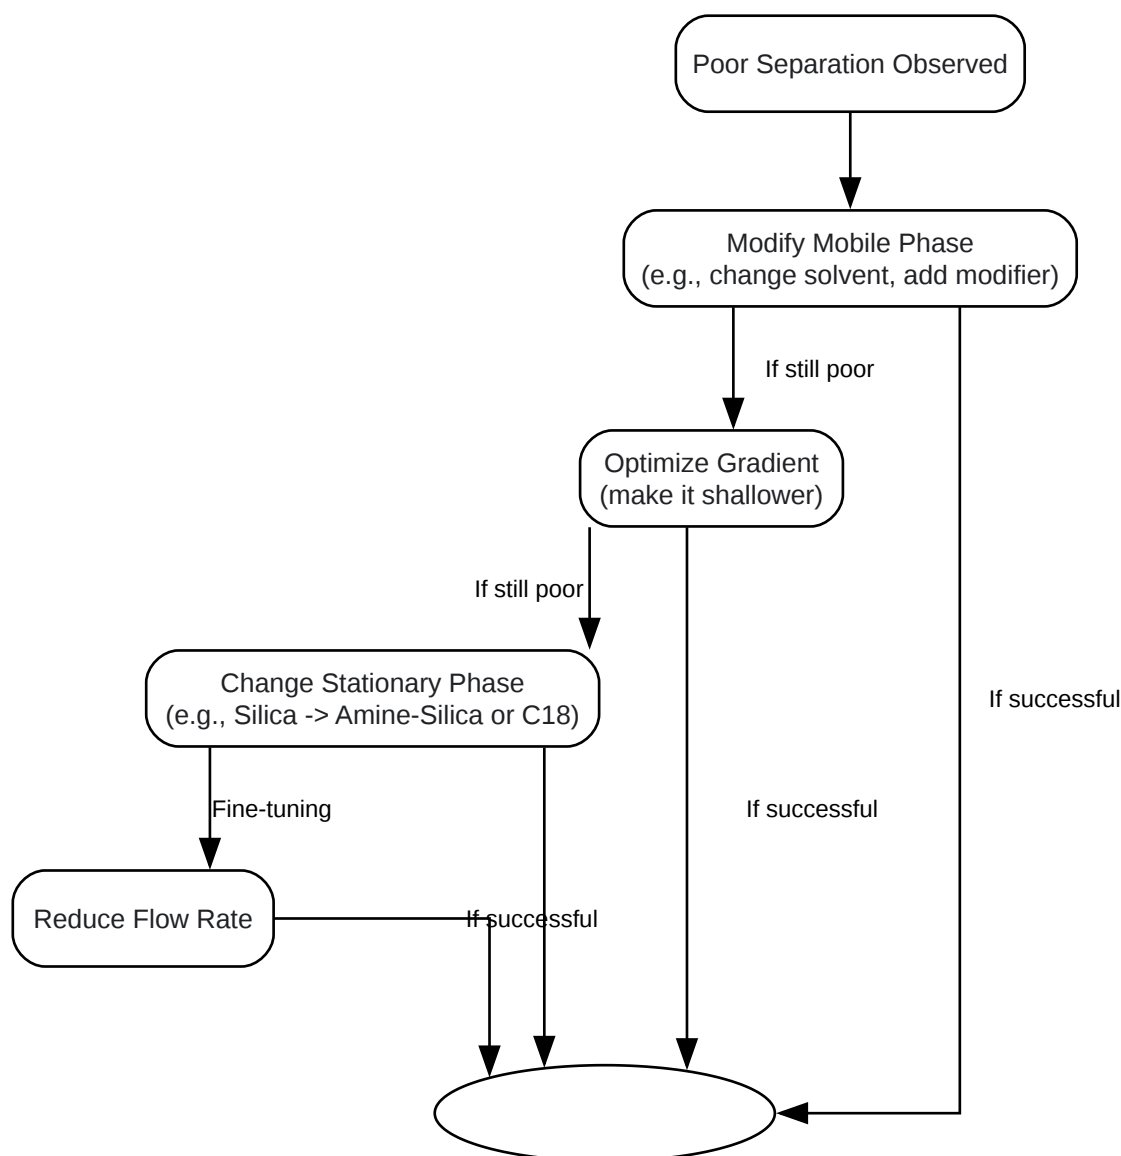 Poor Separation Observed
Modify Mobile Phase
(e.g., change solvent, add modifier)
If still poor
Optimize Gradient
(make it shallower)
If still poor
Change Stationary Phase
(e.g., Silica -> Amine-Silica or C18)
If successful
Fine-tuning
If successful
Reduce Flow Rate
If successful